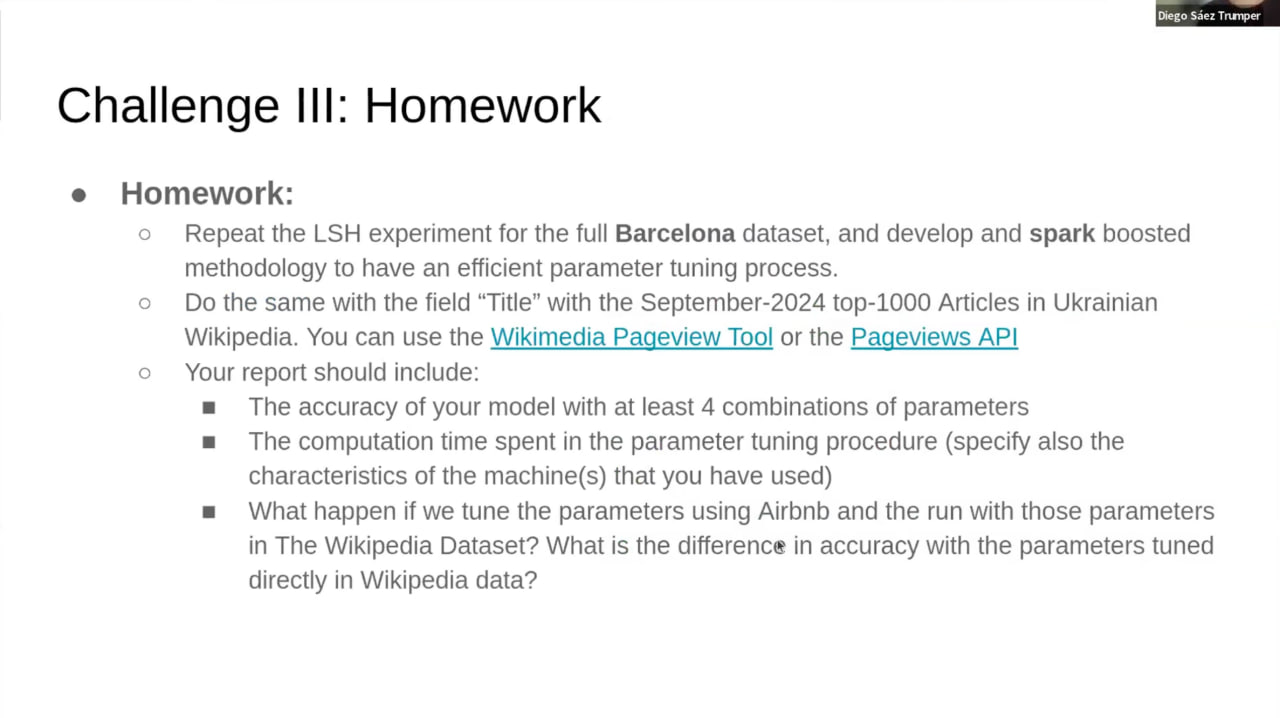 Diego Sáez Trumper
Challenge III: Homework
● Homework:
○ Repeat the LSH experiment for the full Barcelona dataset, and develop and spark boosted
methodology to have an efficient parameter tuning process.
○ Do the same with the field “Title” with the September-2024 top-1000 Articles in Ukrainian
Wikipedia. You can use the Wikimedia Pageview Tool or the Pageviews API
○ Your report should include:
■ The accuracy of your model with at least 4 combinations of parameters
■ The computation time spent in the parameter tuning procedure (specify also the
characteristics of the machine(s) that you have used)
■ What happen if we tune the parameters using Airbnb and the run with those parameters
in The Wikipedia Dataset? What is the difference in accuracy with the parameters tuned
directly in Wikipedia data?